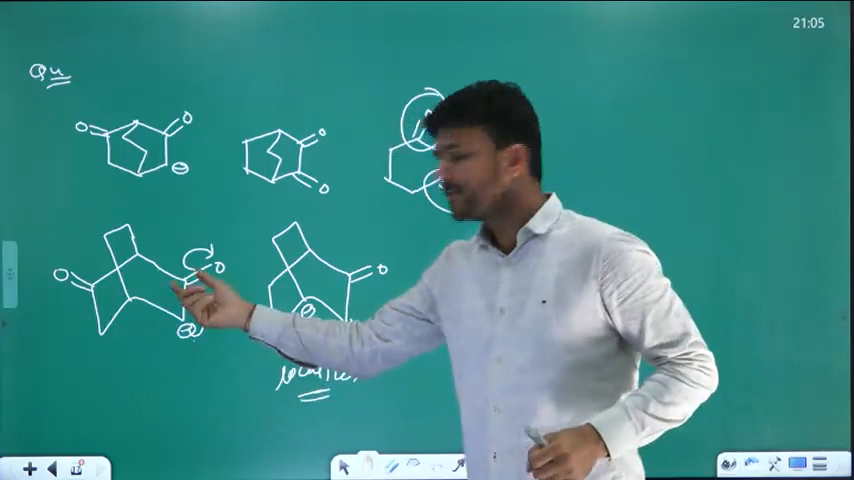 21:05
Qu
O O ⊖
O O
O O ⊖
O ⊖